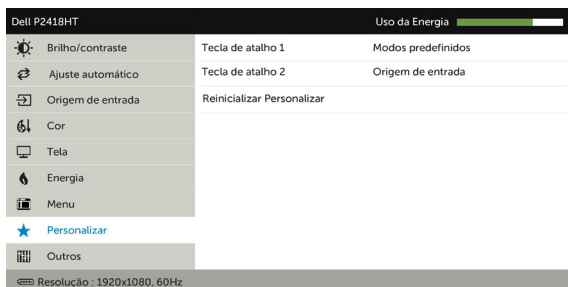 Dell P2418HT Uso da Energia
Brilho/contraste Tecla de atalho 1 Modos predefinidos
Ajuste automático Tecla de atalho 2 Origem de entrada
Origem de entrada Reinicializar Personalizar
Cor
Tela
Energia
Menu
Personalizar
Outros
Resolução : 1920x1080, 60Hz